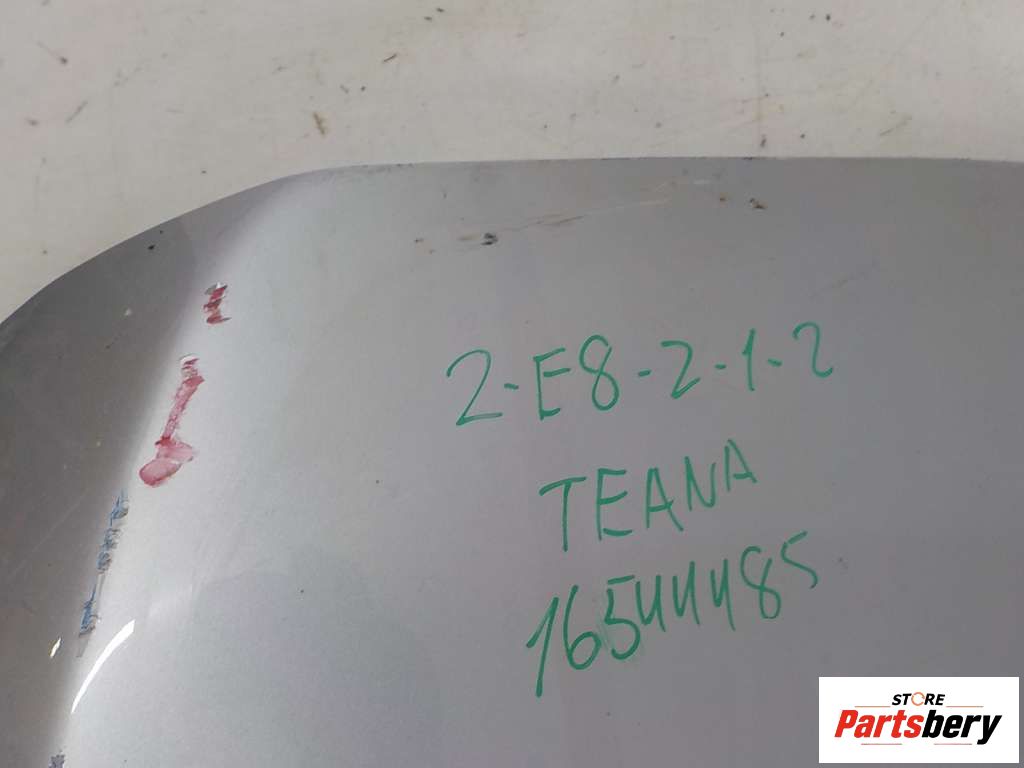 2-E8-2-1-2
TEANA
16544485
STORE
Partsbery